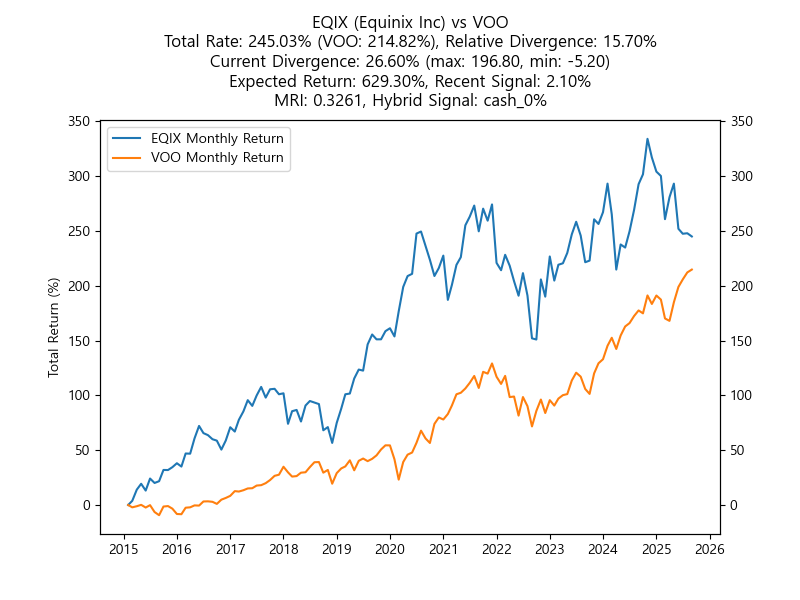 EQIX (Equinix Inc) vs VOO
Total Rate: 245.03% (VOO: 214.82%), Relative Divergence: 15.70%
Current Divergence: 26.60% (max: 196.80, min: -5.20)
Expected Return: 629.30%, Recent Signal: 2.10%
MRI: 0.3261, Hybrid Signal: cash_0%
EQIX Monthly Return
VOO Monthly Return
Total Return (%)
350
300
250
200
150
100
50
0
350
300
250
200
150
100
50
0
2015 2016 2017 2018 2019 2020 2021 2022 2023 2024 2025 2026